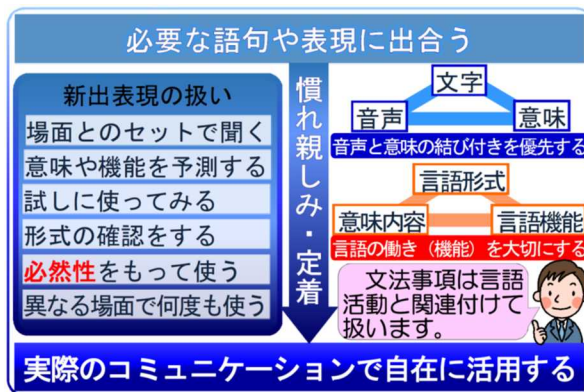 必要な語句や表現に出合う
新出表現の扱い
場面とのセットで聞く
意味や機能を予測する
試しに使ってみる
形式の確認をする
必然性をもって使う
異なる場面で何度も使う
慣れ親しみ・定着
文字
音声
意味
音声と意味の結び付きを優先する
言語形式
意味内容
言語機能
言語の働き（機能）を大切にする
文法事項は言語
活動と関連付けて
扱います。
実際のコミュニケーションで自在に活用する